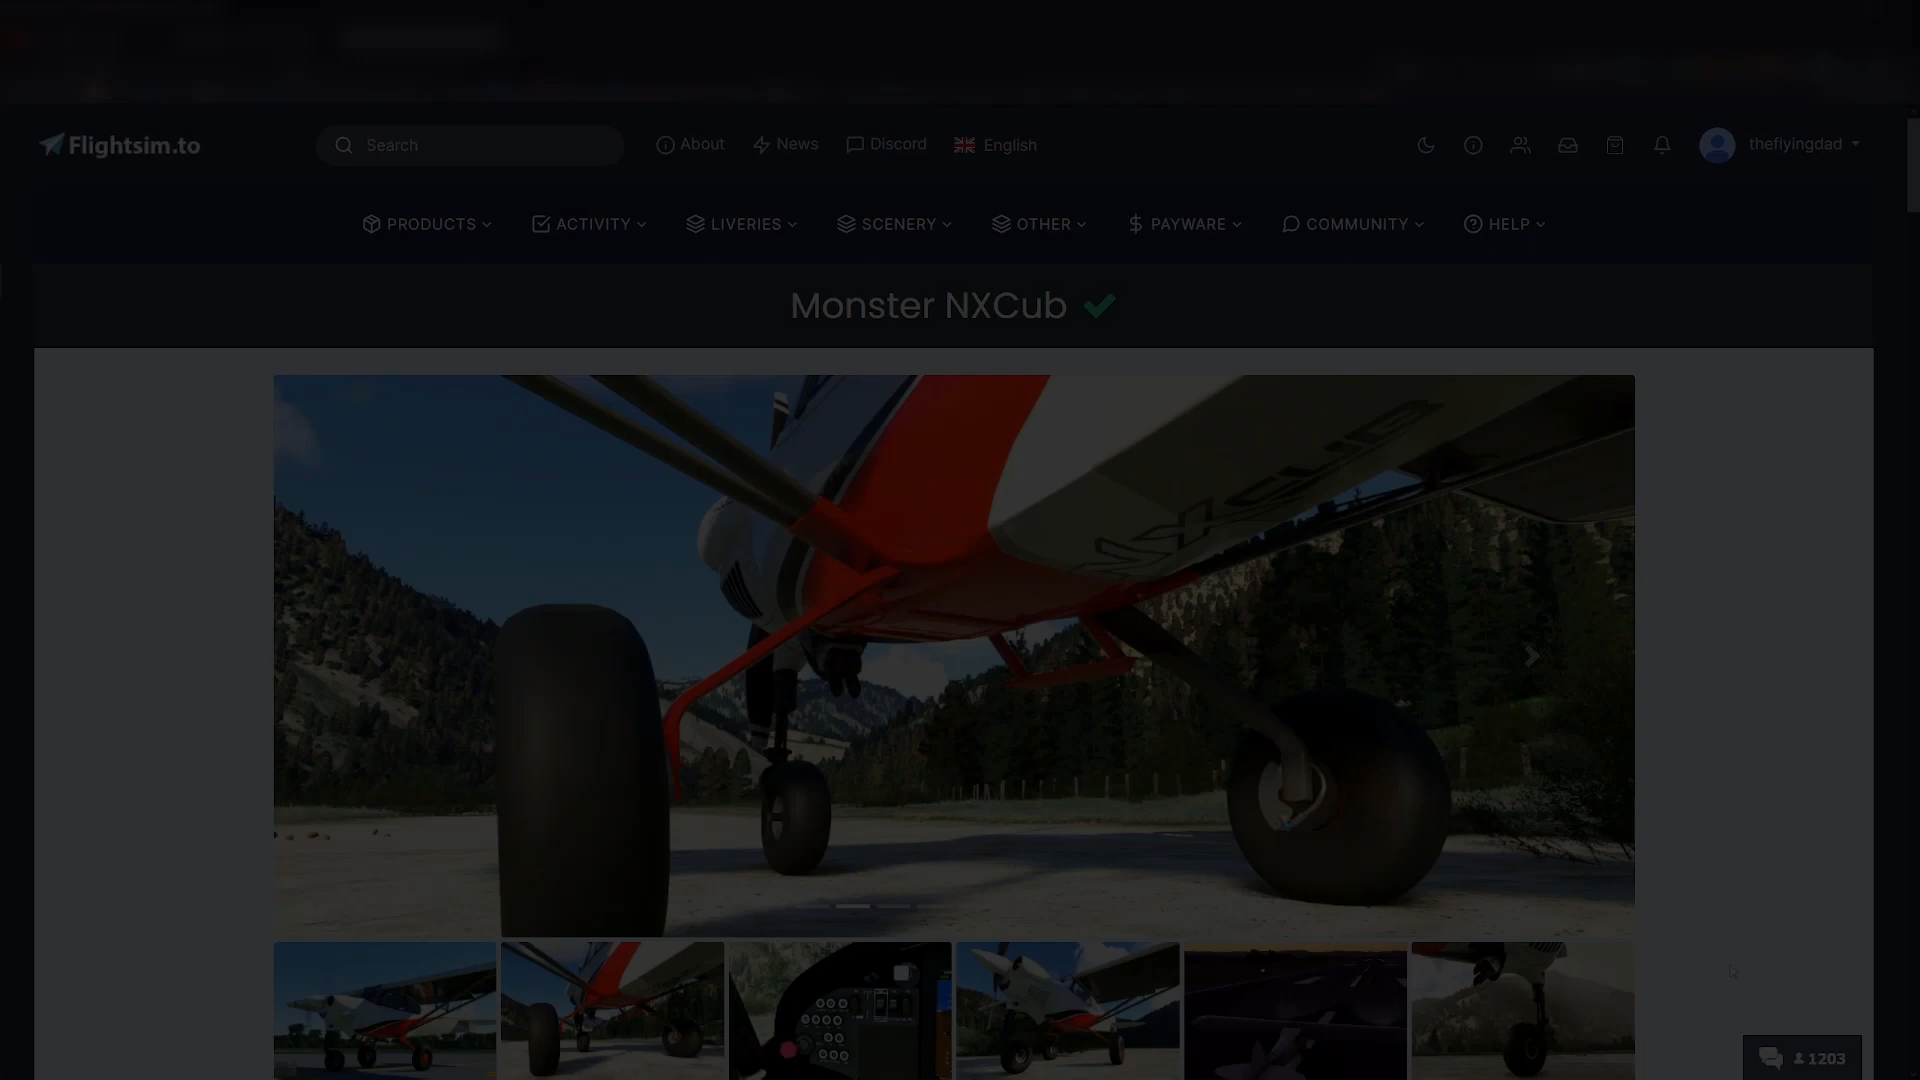 Flightsim.to
Search
About
News
Discord
English
theflyingdad
PRODUCTS
ACTIVITY
LIVERIES
SCENERY
OTHER
PAYWARE
COMMUNITY
HELP
Monster NXCub
1203